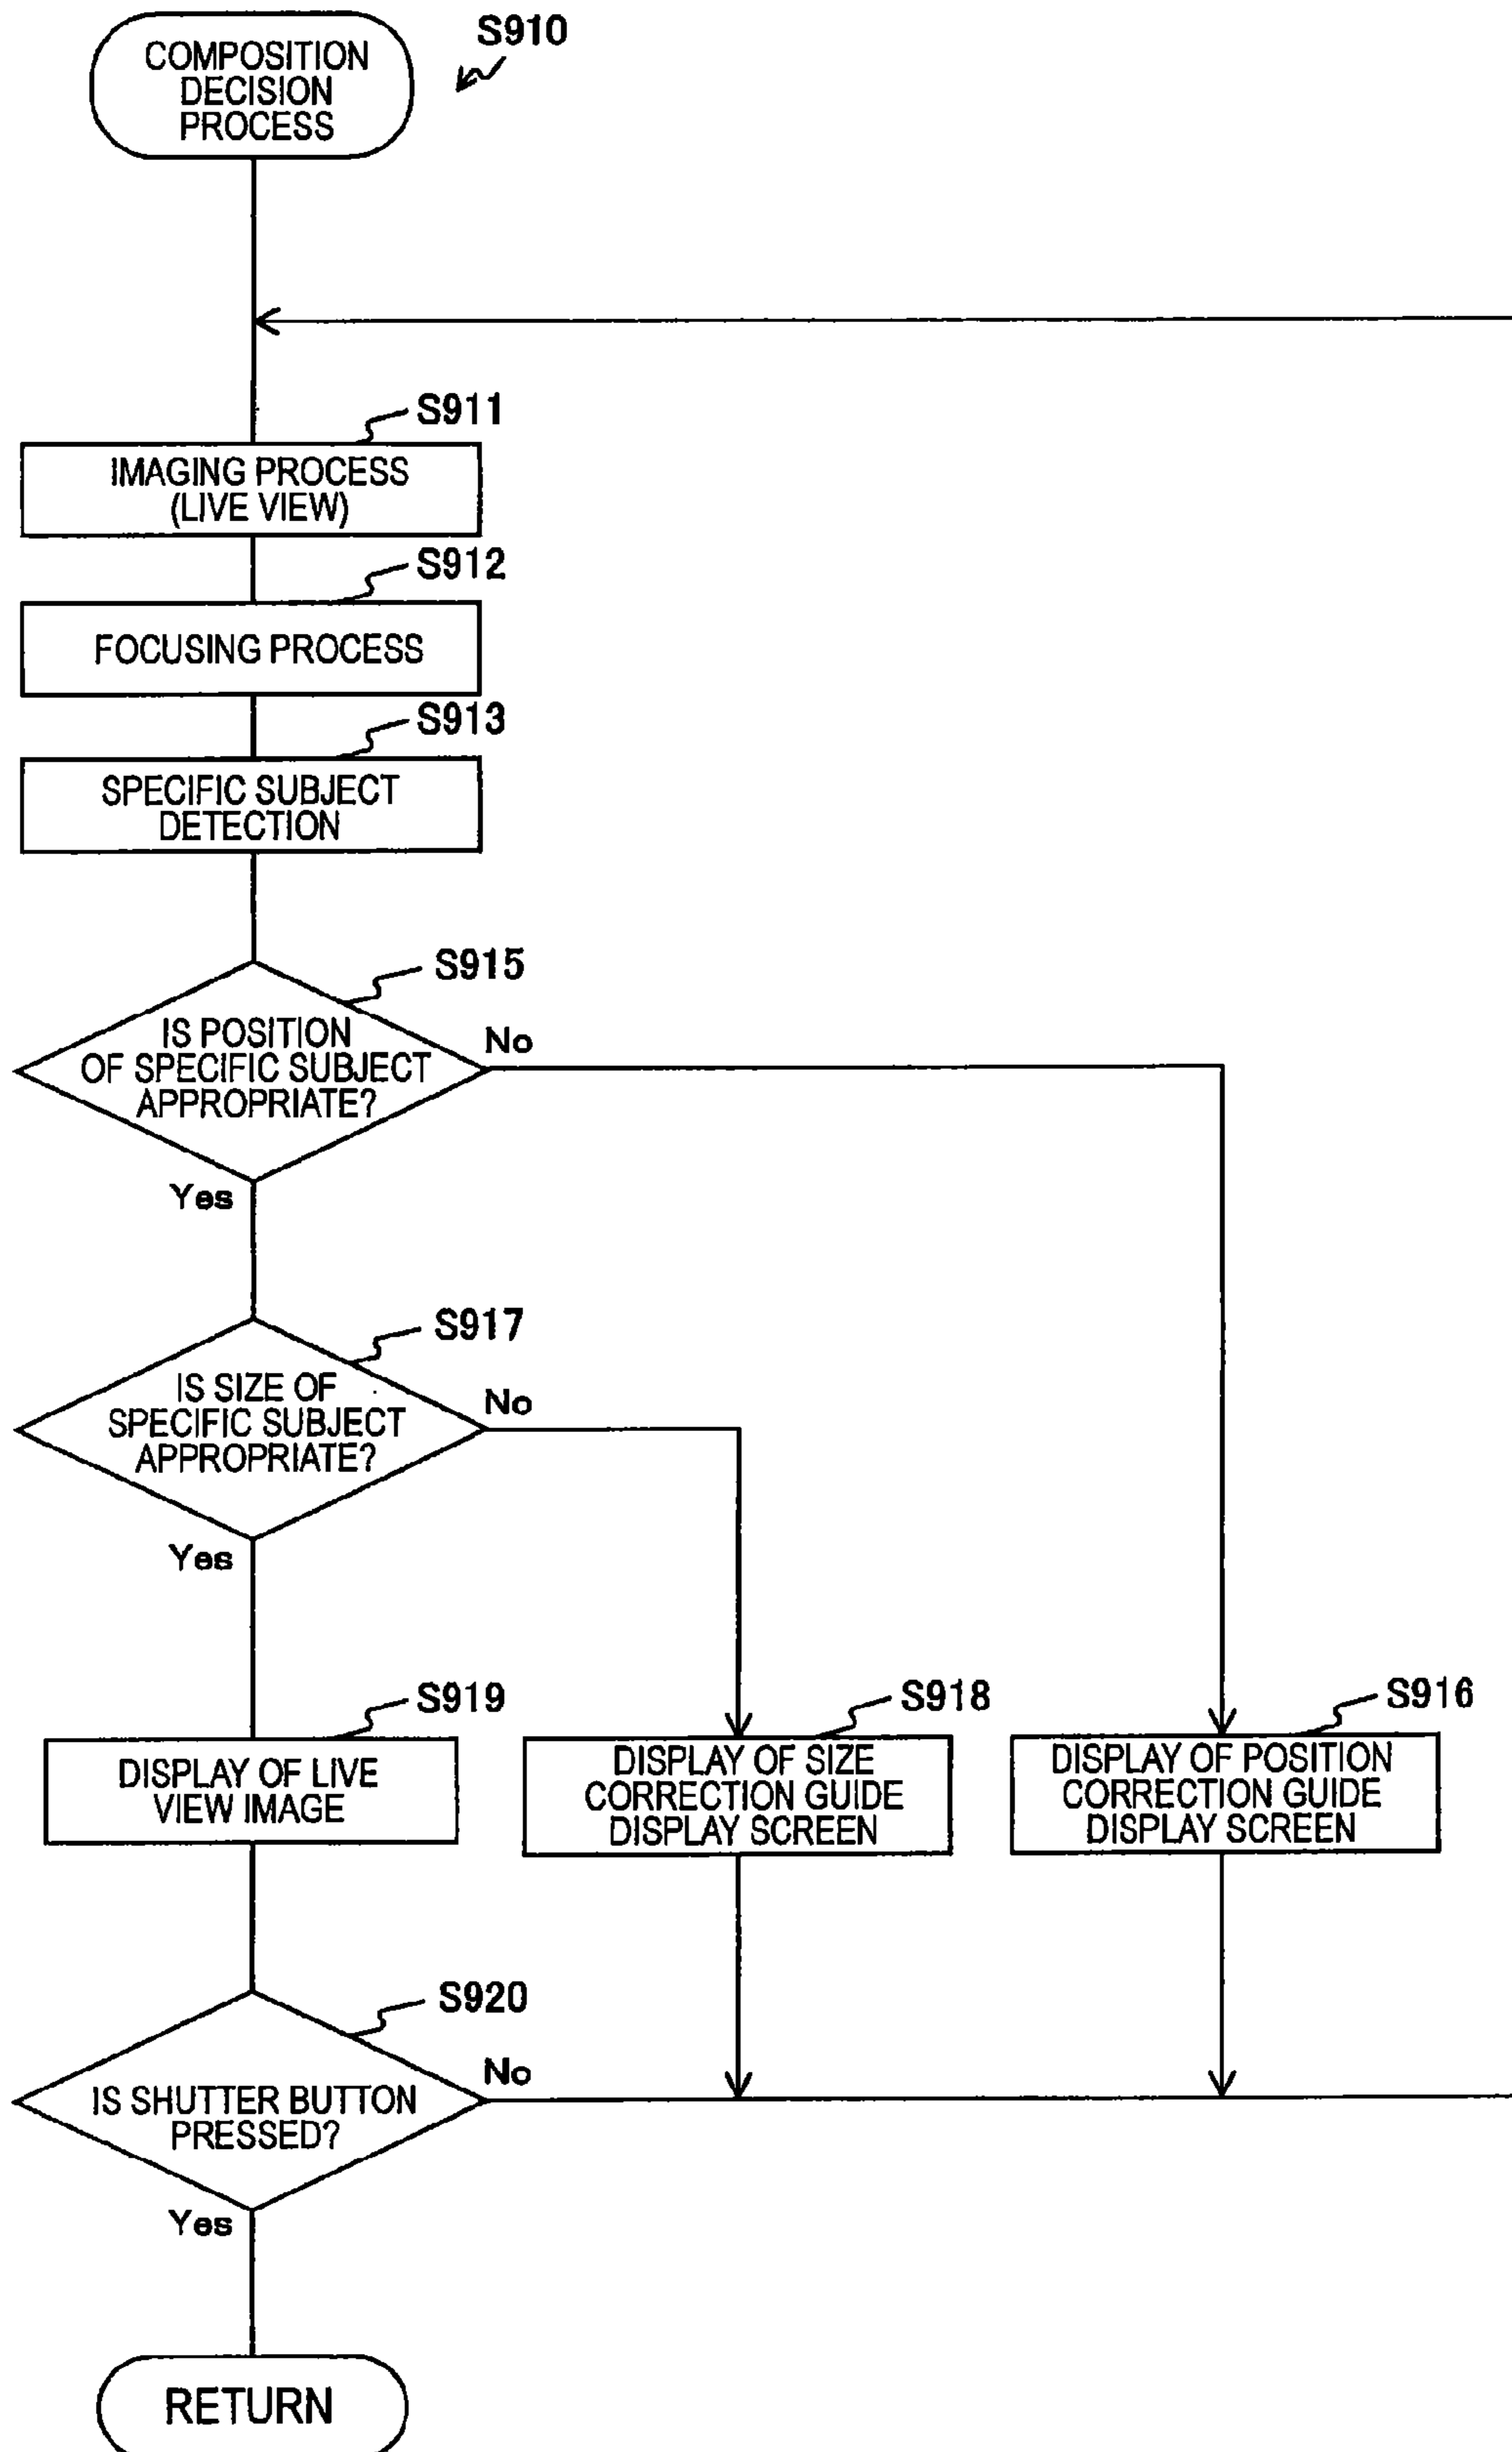 S910
COMPOSITION
DECISION
PROCESS
S911
IMAGING PROCESS
(LIVE VIEW)
S912
FOCUSING PROCESS
S913
SPECIFIC SUBJECT
DETECTION
S915
IS POSITION
OF SPECIFIC SUBJECT
APPROPRIATE?
No
Yes
S917
IS SIZE OF
SPECIFIC SUBJECT
APPROPRIATE?
No
Yes
S919
DISPLAY OF LIVE
VIEW IMAGE
S918
DISPLAY OF SIZE
CORRECTION GUIDE
DISPLAY SCREEN
S916
DISPLAY OF POSITION
CORRECTION GUIDE
DISPLAY SCREEN
S920
IS SHUTTER BUTTON
PRESSED?
No
Yes
RETURN